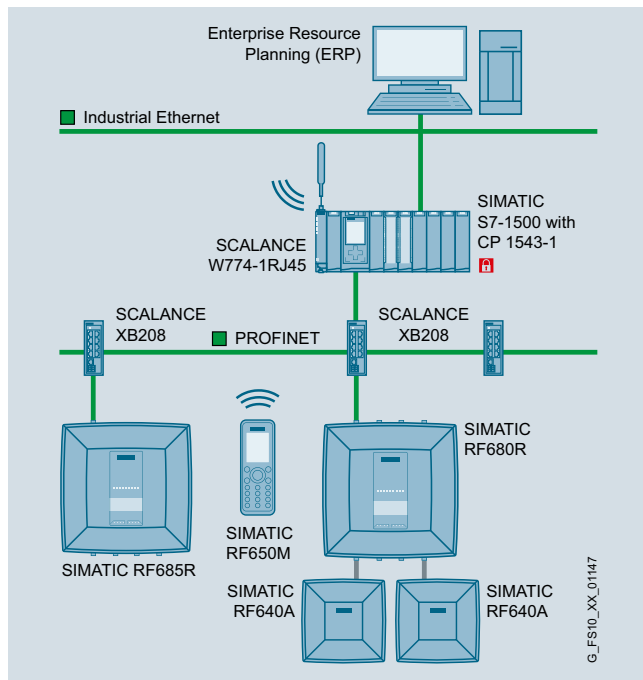 Enterprise Resource
Planning (ERP)
Industrial Ethernet
SIMATIC
S7-1500 with
CP 1543-1
SCALANCE
W774-1RJ45
SCALANCE
XB208
PROFINET
SCALANCE
XB208
SIMATIC
RF680R
SIMATIC
RF650M
SIMATIC RF685R
SIMATIC
RF640A
SIMATIC
RF640A
G_FS10_XX_01147